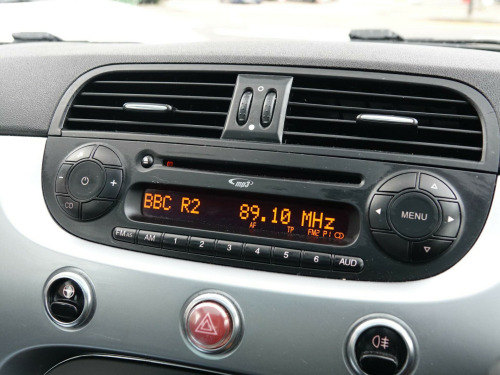 mp3
BBC R2 89.10 MHz
AF TP FM2 P1 CD
CD
+
MENU
FM AS AM 1 2 3 4 5 6 AUD